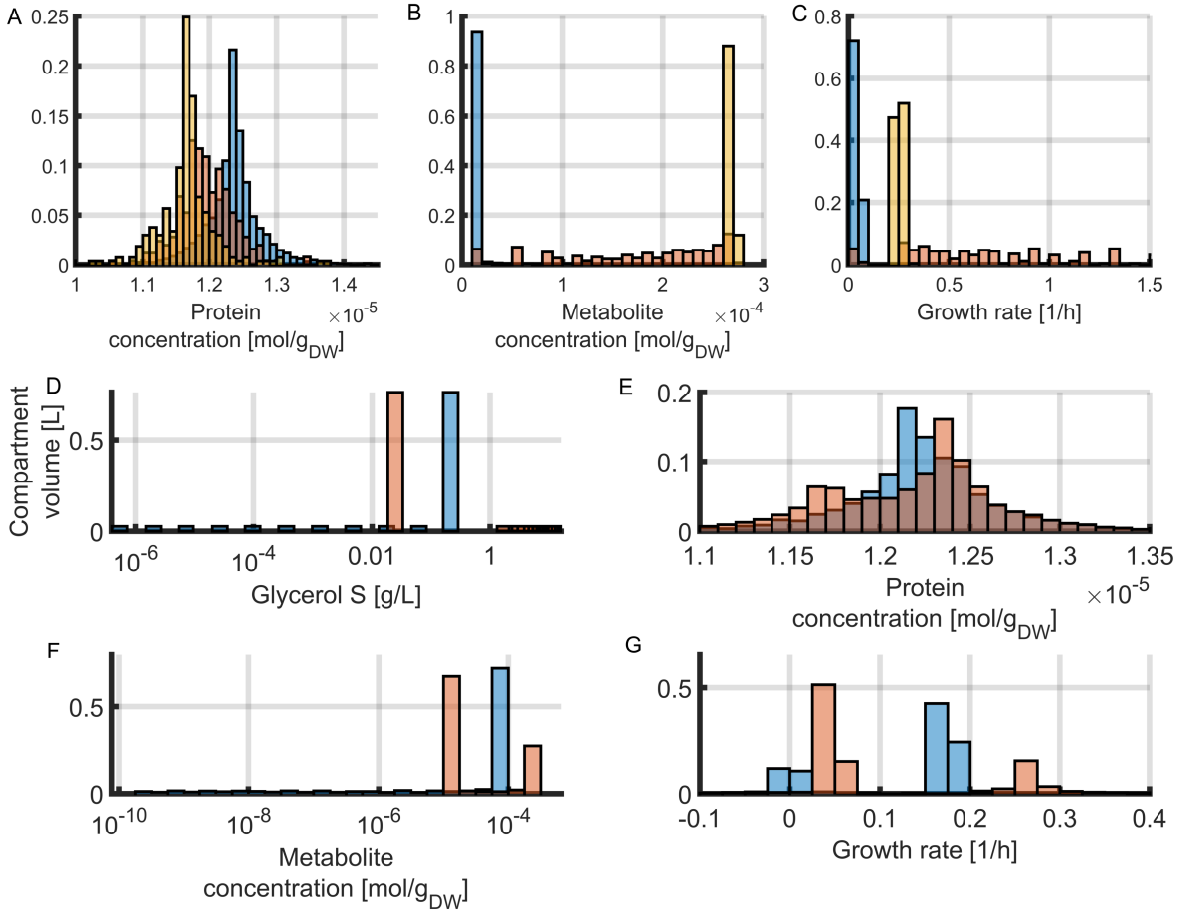 A
0.25
0.2
0.15
0.1
0.05
0
1 1.1 1.2 1.3 1.4
Protein ×10-5
concentration [mol/gDW]
B
1
0.8
0.6
0.4
0.2
0
0 1 2 3
Metabolite ×10-4
concentration [mol/gDW]
C
0.8
0.6
0.4
0.2
0
0 0.5 1 1.5
Growth rate [1/h]
D
Compartment
volume [L]
0.5
0
10-6 10-4 0.01 1
Glycerol S [g/L]
E
0.2
0.1
0
1.1 1.15 1.2 1.25 1.3 1.35
Protein ×10-5
concentration [mol/gDW]
F
0.5
0
10-10 10-8 10-6 10-4
Metabolite
concentration [mol/gDW]
G
0.5
0
-0.1 0 0.1 0.2 0.3 0.4
Growth rate [1/h]